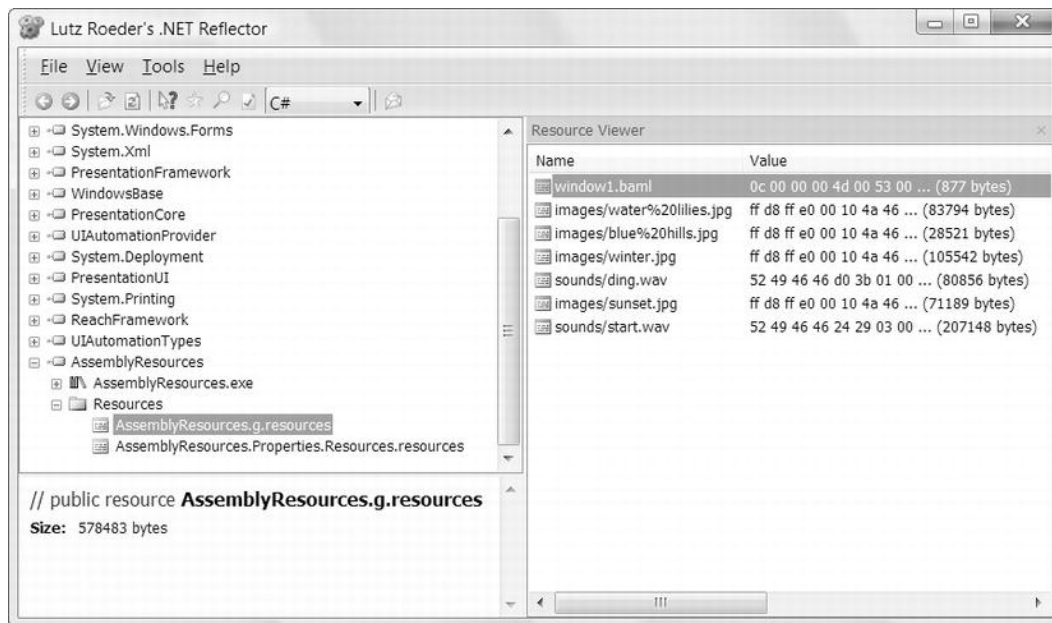 Lutz Roeder's .NET Reflector
File View Tools Help
C#
System.Windows.Forms
System.Xml
PresentationFramework
WindowsBase
PresentationCore
UIAutomationProvider
System.Deployment
PresentationUI
System.Printing
ReachFramework
UIAutomationTypes
AssemblyResources
AssemblyResources.exe
Resources
AssemblyResources.g.resources
AssemblyResources.Properties.Resources.resources
// public resource AssemblyResources.g.resources
Size: 578483 bytes
Resource Viewer
Name Value
window1.baml 0c 00 00 00 4d 00 53 00 ... (877 bytes)
images/water%20lilies.jpg ff d8 ff e0 00 10 4a 46 ... (83794 bytes)
images/blue%20hills.jpg ff d8 ff e0 00 10 4a 46 ... (28521 bytes)
images/winter.jpg ff d8 ff e0 00 10 4a 46 ... (105542 bytes)
sounds/ding.wav 52 49 46 46 d0 3b 01 00 ... (80856 bytes)
images/sunset.jpg ff d8 ff e0 00 10 4a 46 ... (71189 bytes)
sounds/start.wav 52 49 46 46 24 29 03 00 ... (207148 bytes)